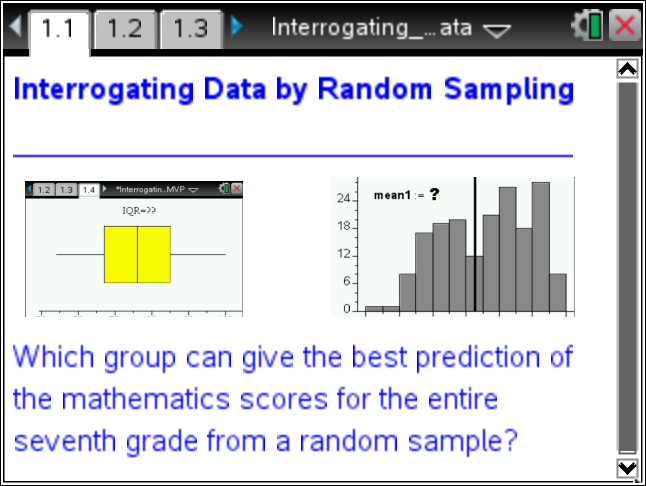 1.1 1.2 1.3 Interrogating_...ata
Interrogating Data by Random Sampling
1.2 1.3 1.4 *Interrogatin...MVP
IQR=??
mean1 := ?
24
18
12
6
0
Which group can give the best prediction of
the mathematics scores for the entire
seventh grade from a random sample?